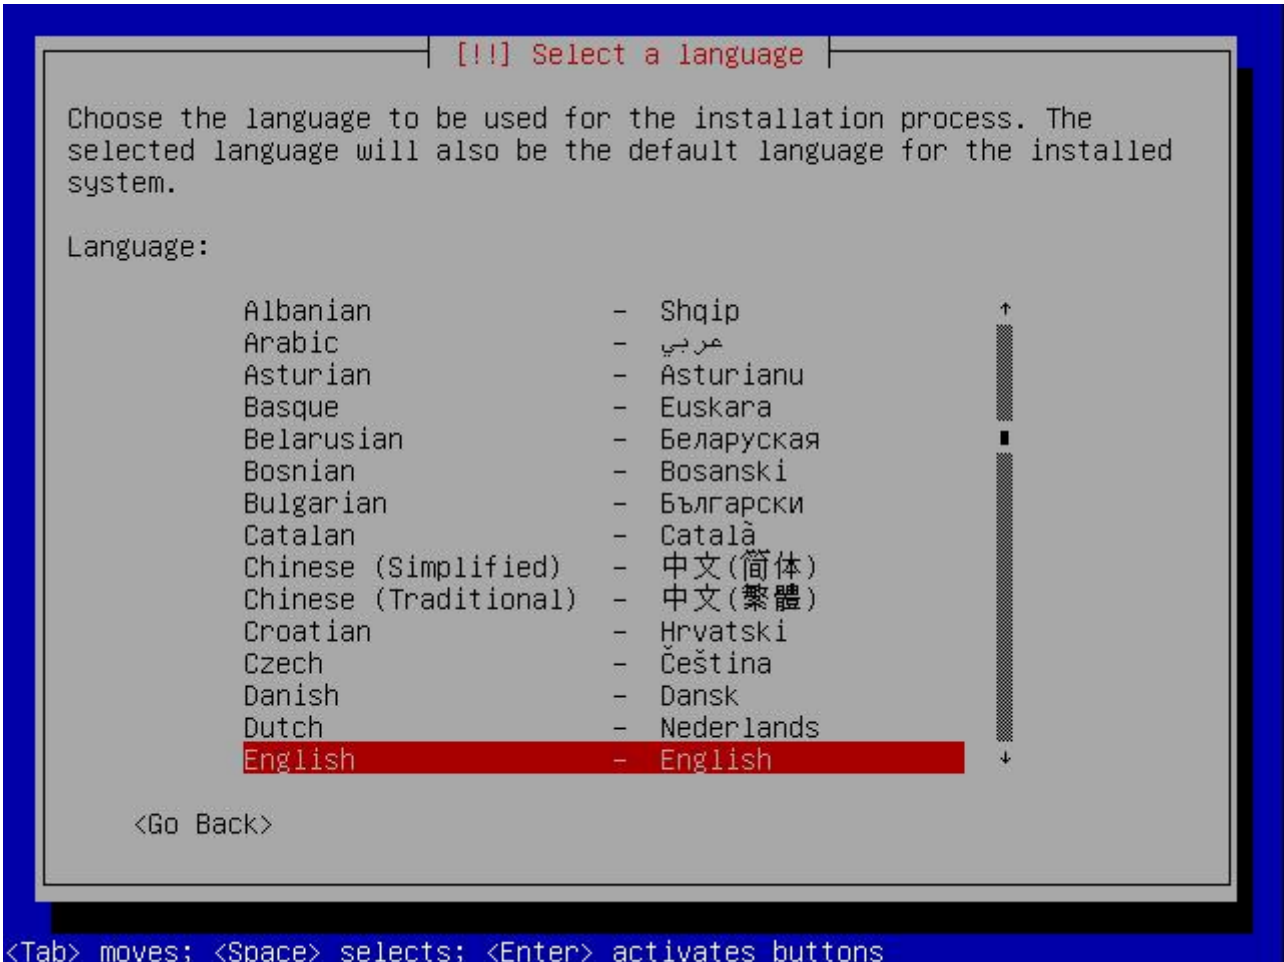 [!!] Select a language
Choose the language to be used for the installation process. The
selected language will also be the default language for the installed
system.
Language:
Albanian - Shqip
Arabic - عربي
Asturian - Asturianu
Basque - Euskara
Belarusian - Беларуская
Bosnian - Bosanski
Bulgarian - Български
Catalan - Català
Chinese (Simplified) - 中文(简体)
Chinese (Traditional) - 中文(繁體)
Croatian - Hrvatski
Czech - Čeština
Danish - Dansk
Dutch - Nederlands
English - English
<Go Back>
<Tab> moves; <Space> selects; <Enter> activates buttons